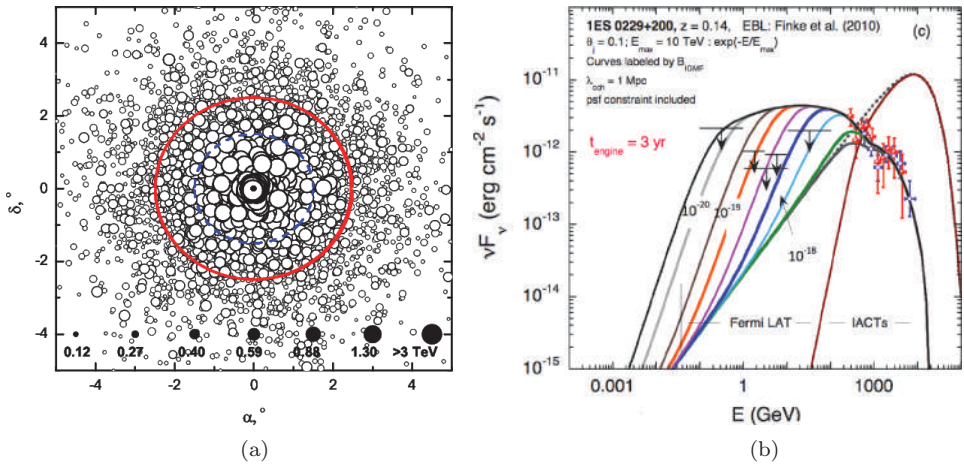 4
2
0
-2
-4
δ,°
0.12 0.27 0.40 0.59 0.88 1.30 >3 TeV
-4 -2 0 2 4
α,°
(a)
1ES 0229+200, z = 0.14, EBL: Finke et al. (2010)
(c)
θj = 0.1; Emax = 10 TeV : exp(-E/Emax)
Curves labeled by BIGMF
λcoh = 1 Mpc
psf constraint included
tengine = 3 yr
10⁻¹¹
10⁻¹²
10⁻¹³
10⁻¹⁴
10⁻¹⁵
νFν (erg cm⁻² s⁻¹)
10⁻²⁰
10⁻¹⁹
10⁻¹⁸
Fermi LAT
IACTs
0.001 1 1000
E (GeV)
(b)